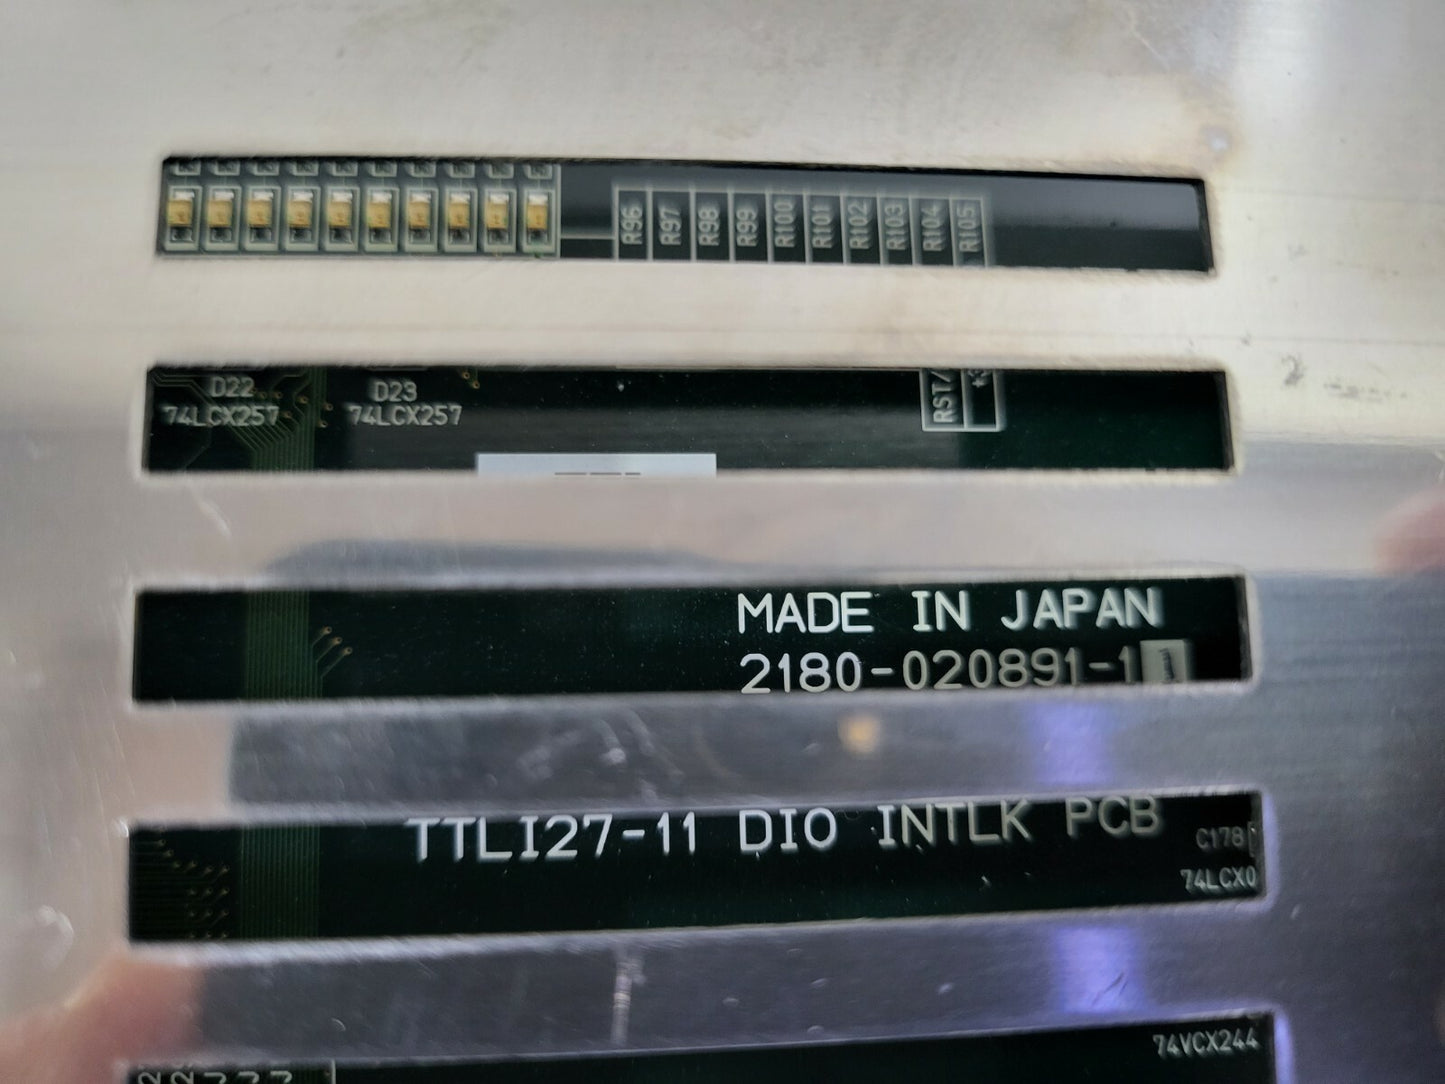 R96 R97 R98 R99 R100 R101 R102 R103 R104 R105
D22 D23
74LCX257 74LCX257
RST/
MADE IN JAPAN
2180-020891-1
TTLI27-11 DIO INTLK PCB
C178
74LCX0
74VCX244